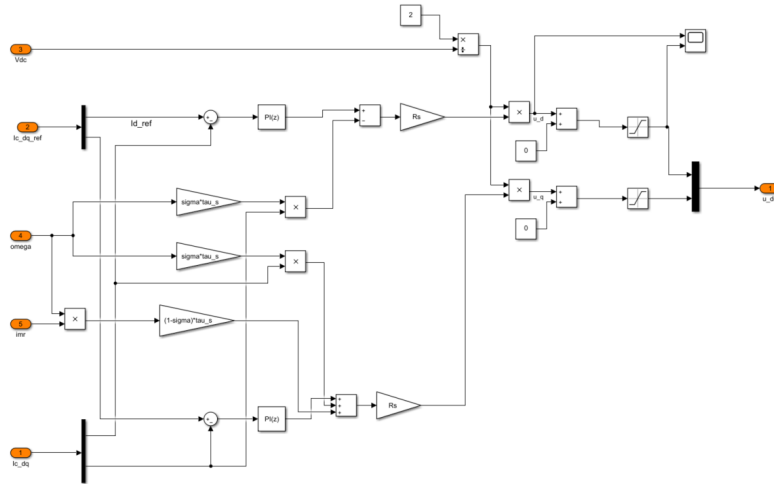 2
×
÷
3
Vdc
2
Ic_dq_ref
Id_ref
+
−
PI(z)
+
−
Rs
×
u_d
+
+
0
sigma*tau_s
×
×
u_q
+
+
0
1
u_d
4
omega
sigma*tau_s
×
5
imr
×
(1-sigma)*tau_s
+
−
PI(z)
+
+
+
Rs
1
Ic_dq